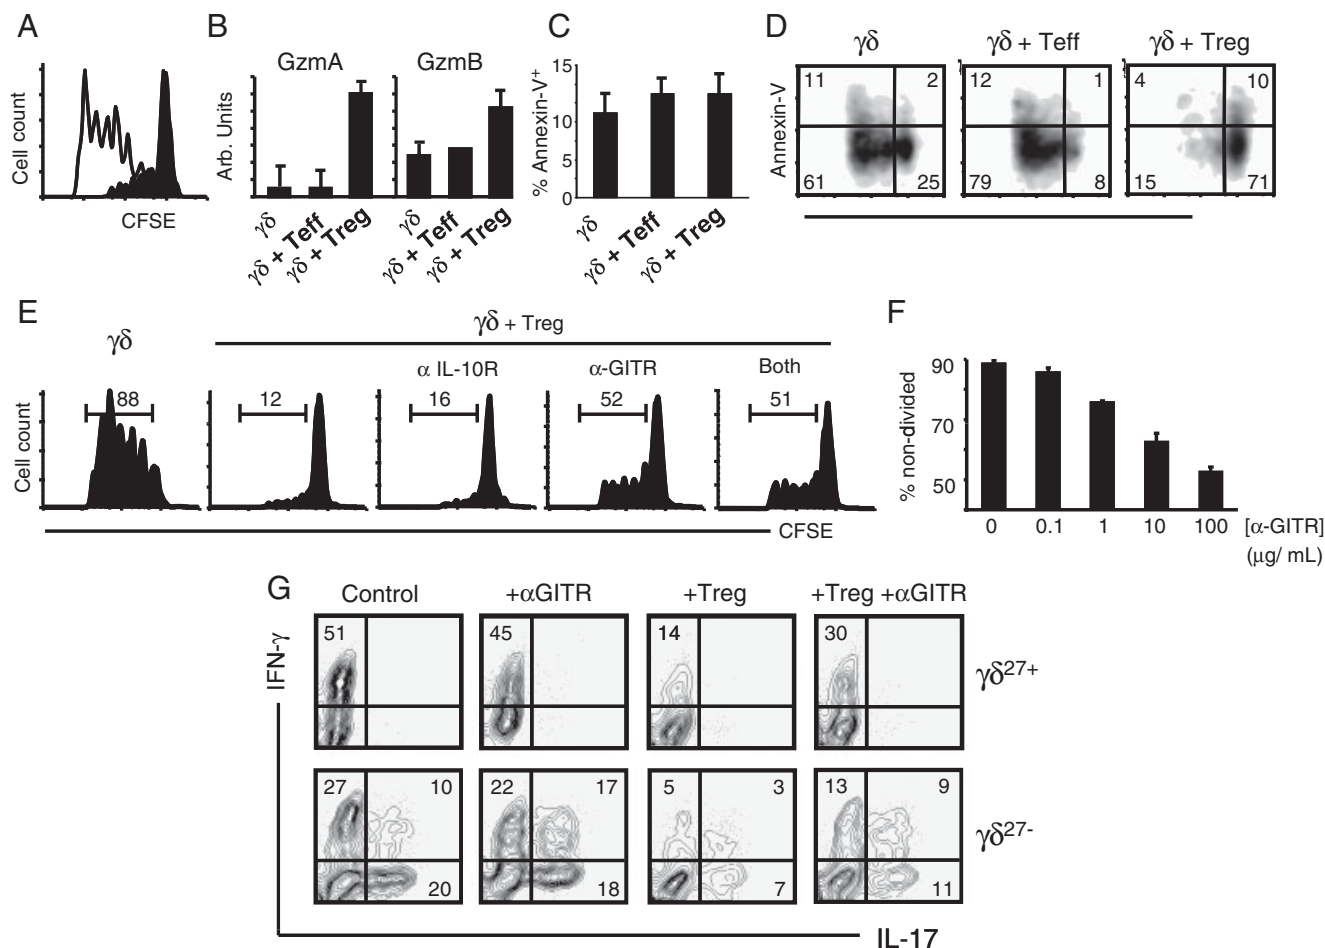 A
Cell count
CFSE
B
GzmA
GzmB
Arb. Units
γδ
γδ + Teff
γδ + Treg
γδ
γδ + Teff
γδ + Treg
C
% Annexin-V+
15
10
5
0
γδ
γδ + Teff
γδ + Treg
D
γδ
γδ + Teff
γδ + Treg
Annexin-V
11
2
61
25
12
1
79
8
4
10
15
71
E
γδ
γδ + Treg
α IL-10R
α-GITR
Both
Cell count
88
12
16
52
51
CFSE
F
% non-divided
90
70
50
0
0.1
1
10
100
[α-GITR]
(μg/ mL)
G
Control
+αGITR
+Treg
+Treg +αGITR
IFN-γ
51
45
14
30
γδ27+
27
10
20
22
17
18
5
3
7
13
9
11
γδ27-
IL-17